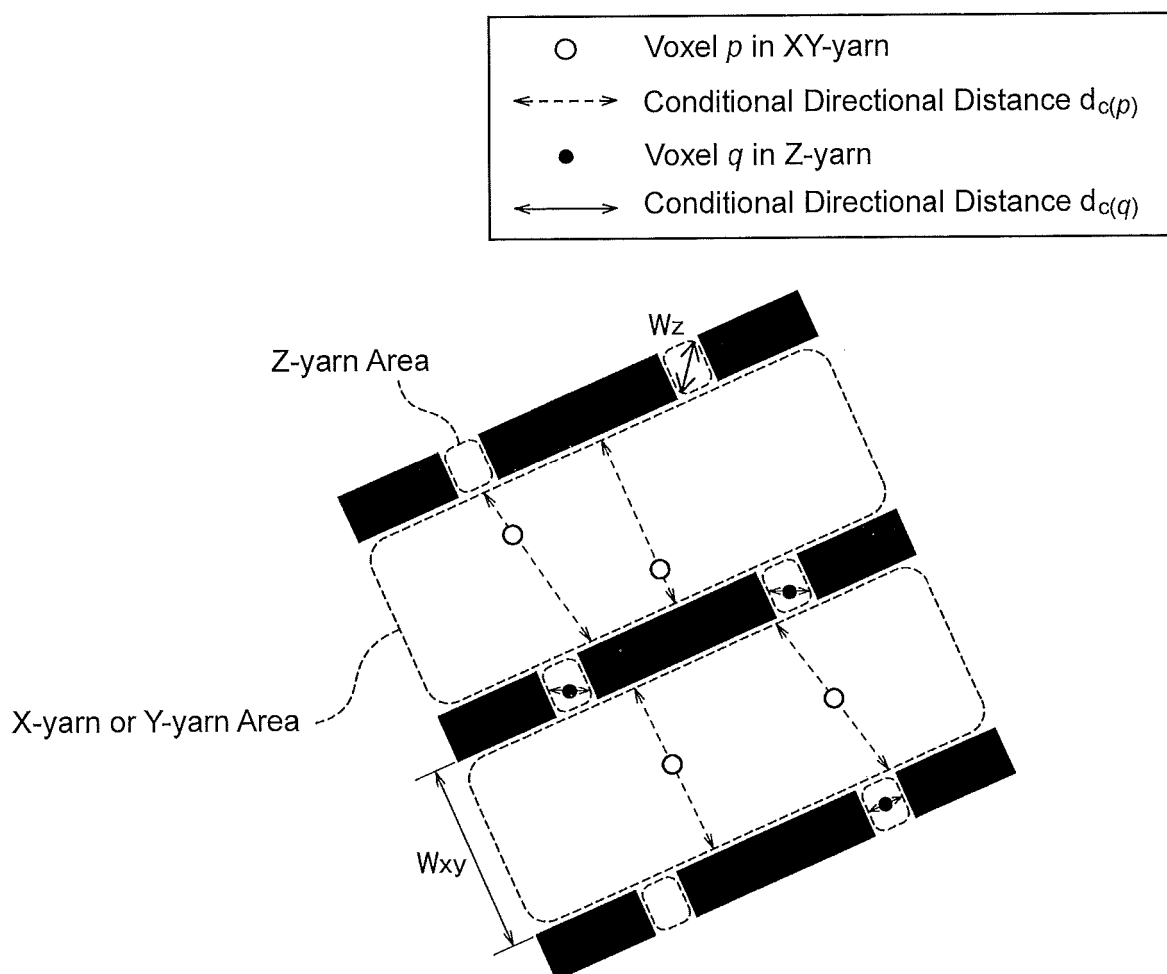 Voxel p in XY-yarn
Conditional Directional Distance dc(p)
Voxel q in Z-yarn
Conditional Directional Distance dc(q)
Wz
Z-yarn Area
X-yarn or Y-yarn Area
Wxy